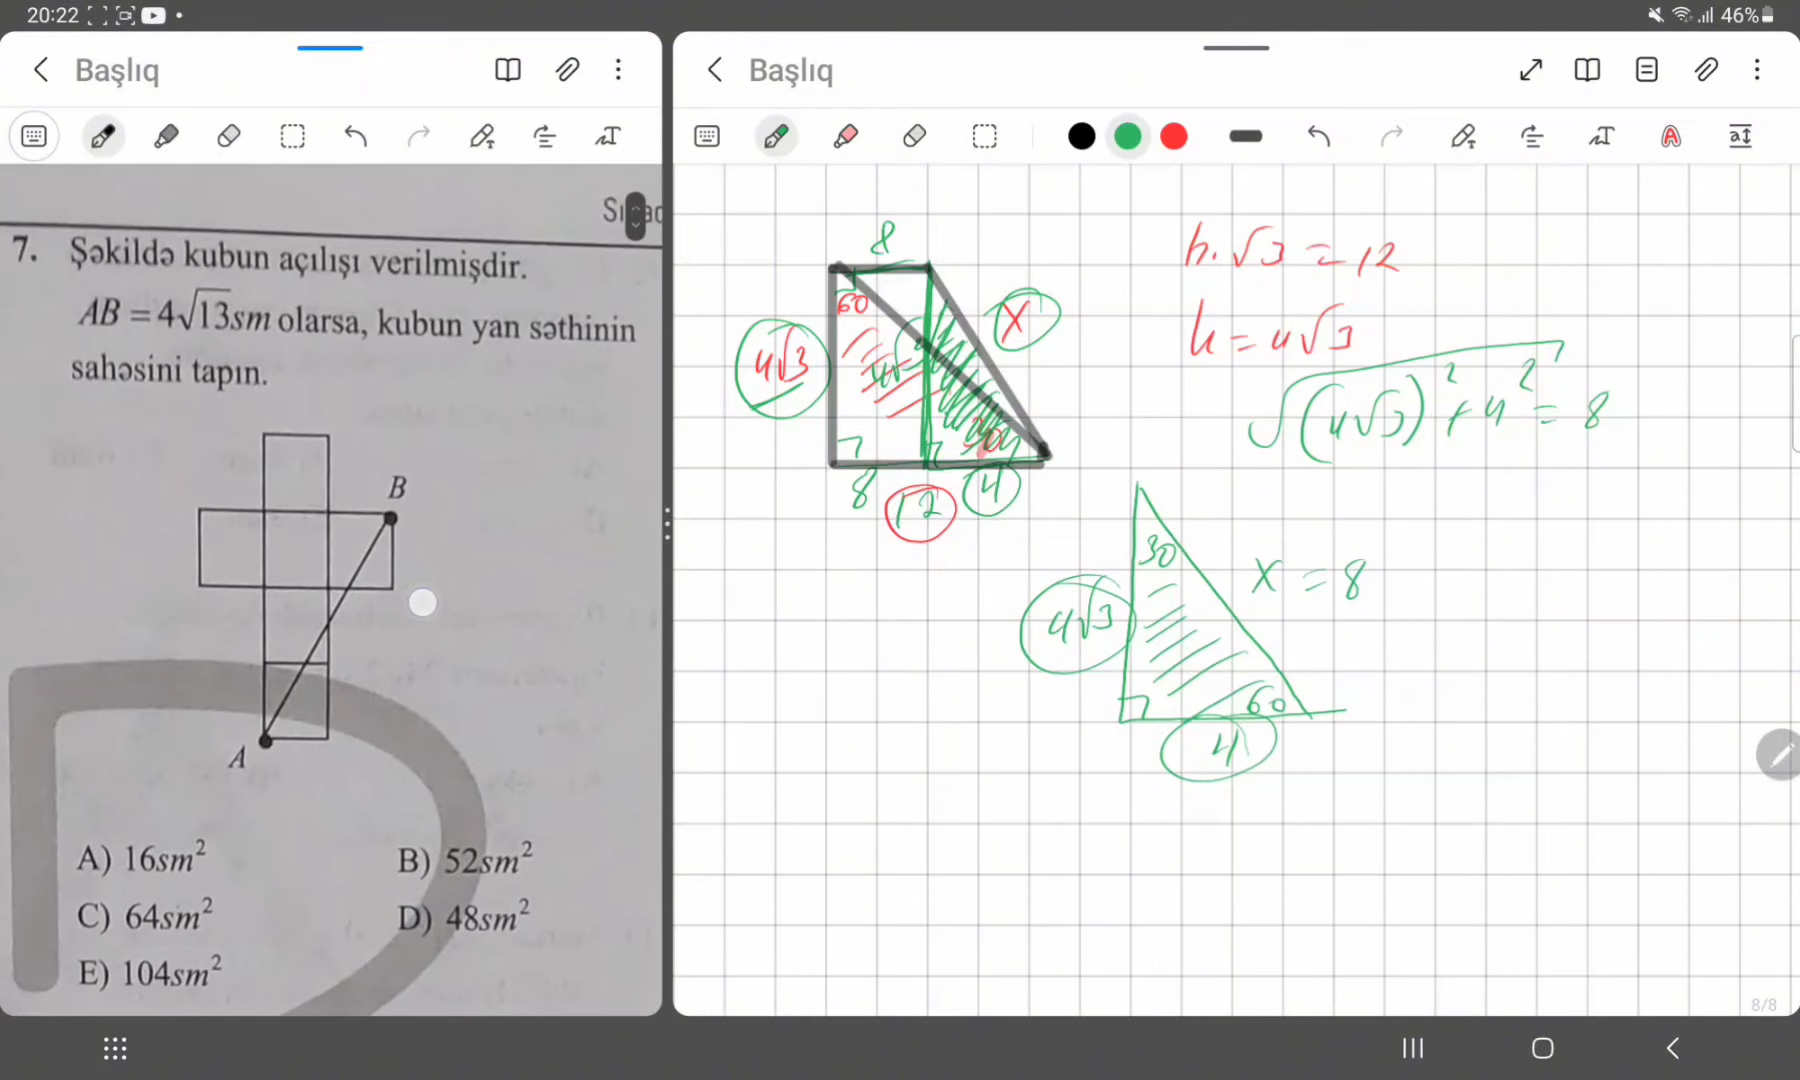 20:22
46%
Başlıq
Başlıq
7. Şəkildə kubun açılışı verilmişdir.
AB = 4√13sm olarsa, kubun yan səthinin
sahəsini tapın.
B
A
A) 16sm²
B) 52sm²
C) 64sm²
D) 48sm²
E) 104sm²
8
60
X
4√3
8
12
4
h.√3 = 12
h = 4√3
√(4√3)² + 4² = 8
30
X = 8
4√3
60
4
8/8